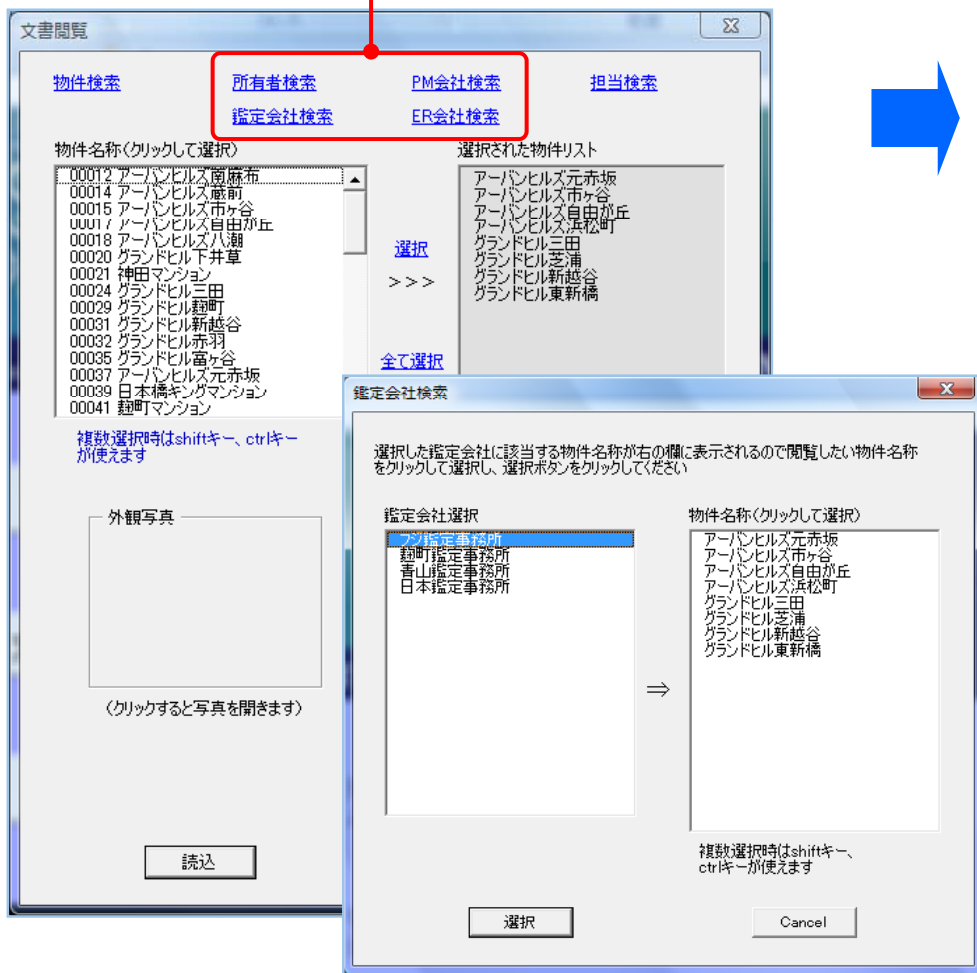 文書閲覧
物件検索
所有者検索
PM会社検索
担当検索
鑑定会社検索
ER会社検索
物件名称(クリックして選択)
00012 アーバンヒルズ南麻布
00014 アーバンヒルズ蔵前
00015 アーバンヒルズ市ヶ谷
00017 アーバンヒルズ自由が丘
00018 アーバンヒルズ八潮
00020 グランドヒル下井草
00021 神田マンション
00024 グランドヒル三田
00029 グランドヒル麹町
00031 グランドヒル新越谷
00032 グランドヒル赤羽
00035 グランドヒル富ヶ谷
00037 アーバンヒルズ元赤坂
00039 日本橋キングマンション
00041 麹町マンション
選択
>>>
全て選択
選択された物件リスト
アーバンヒルズ元赤坂
アーバンヒルズ市ヶ谷
アーバンヒルズ自由が丘
アーバンヒルズ浜松町
グランドヒル三田
グランドヒル芝浦
グランドヒル新越谷
グランドヒル東新橋
複数選択時はshiftキー、ctrlキー
が使えます
外観写真
(クリックすると写真を開きます)
読込
鑑定会社検索
選択した鑑定会社に該当する物件名称が右の欄に表示されるので閲覧したい物件名称
をクリックして選択し、選択ボタンをクリックしてください
鑑定会社選択
フジ鑑定事務所
麹町鑑定事務所
青山鑑定事務所
日本鑑定事務所
⇒
物件名称(クリックして選択)
アーバンヒルズ元赤坂
アーバンヒルズ市ヶ谷
アーバンヒルズ自由が丘
アーバンヒルズ浜松町
グランドヒル三田
グランドヒル芝浦
グランドヒル新越谷
グランドヒル東新橋
複数選択時はshiftキー、
ctrlキーが使えます
選択
Cancel